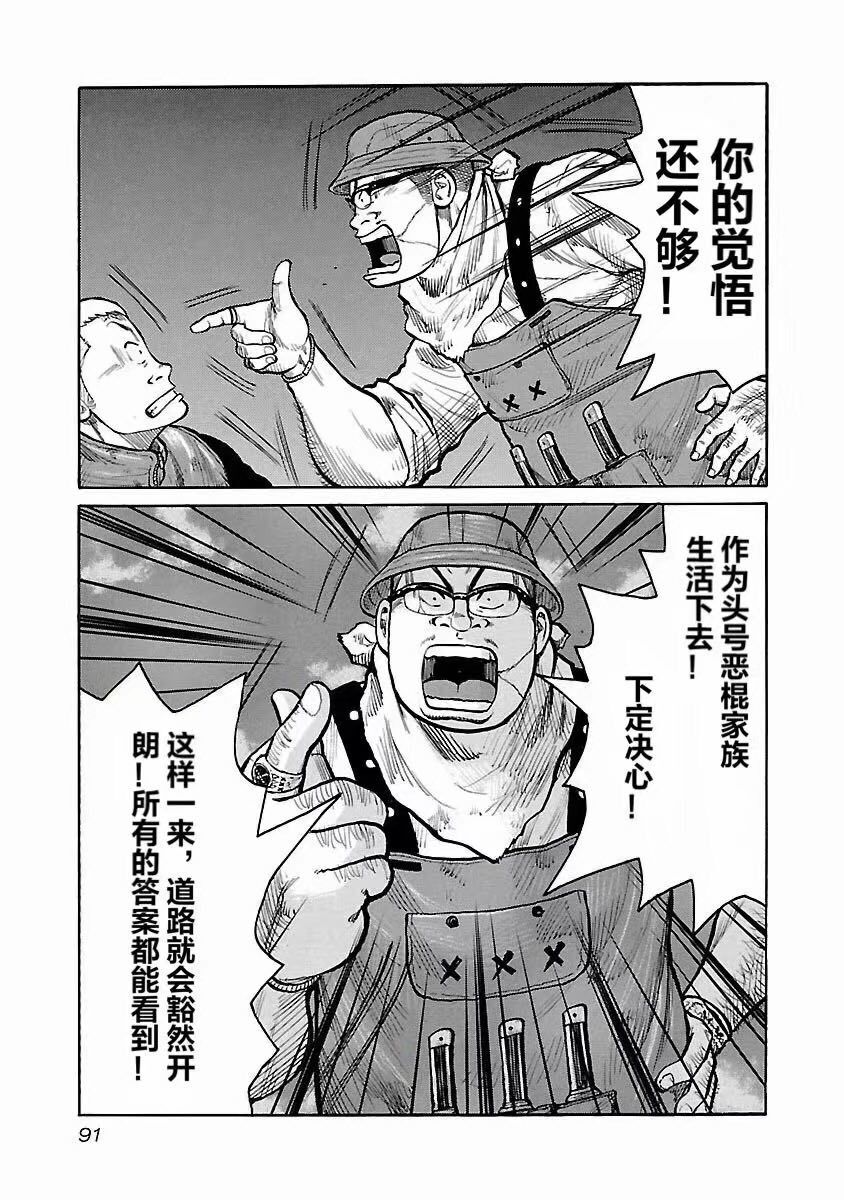 你的觉悟
还不够！
作为头号恶棍家族
生活下去！
下定决心！
这样一来，道路就会豁然开
朗！所有的答案都能看到！
91